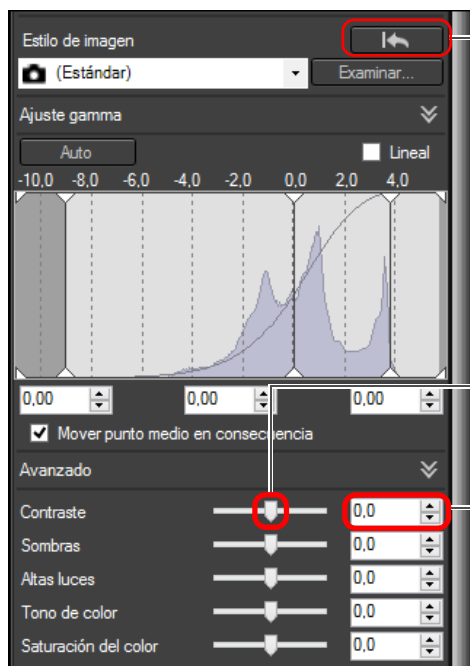 Estilo de imagen
(Estándar) Examinar...
Ajuste gamma
Auto Lineal
-10,0 -8,0 -6,0 -4,0 -2,0 0,0 2,0 4,0
0,00 0,00 0,00
Mover punto medio en consecuencia
Avanzado
Contraste 0,0
Sombras 0,0
Altas luces 0,0
Tono de color 0,0
Saturación del color 0,0